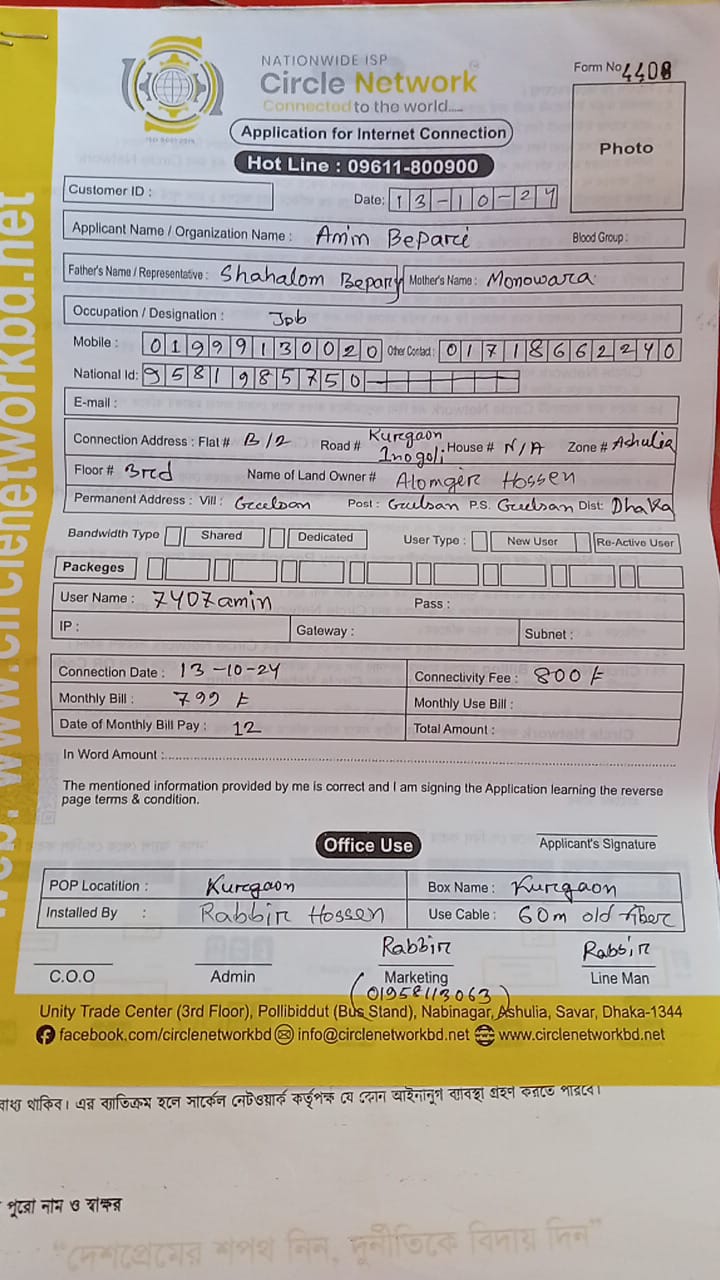 NATIONWIDE ISP
Circle Network
Connected to the world.....
ISO 9001:2015
Form No 4408
Photo
Application for Internet Connection
Hot Line : 09611-800900
Customer ID :
Date: 13-10-24
Applicant Name / Organization Name : Amin Beparei Blood Group :
Father's Name / Representative : Shahalom Bepary Mother's Name : Monowara
Occupation / Designation : Job
Mobile : 01999130020 Other Contact : 01718662240
National Id: 9581985750
E-mail :
Connection Address : Flat # B/2 Road # Kurgaon Inogoli House # N/A Zone # Ashulia
Floor # 3rd Name of Land Owner # Alomger Hossen
Permanent Address : Vill : Gulsan Post : Gulsan P.S. Gulsan Dist: Dhaka
Bandwidth Type Shared Dedicated User Type : New User Re-Active User
Packeges
User Name : 7407amin Pass :
IP : Gateway : Subnet :
Connection Date : 13-10-24 Connectivity Fee : 800 t
Monthly Bill : 799 t Monthly Use Bill :
Date of Monthly Bill Pay : 12 Total Amount :
In Word Amount :
The mentioned information provided by me is correct and I am signing the Application learning the reverse
page terms & condition.
Office Use
Applicant's Signature
POP Locatition : Kurgaon Box Name : Kurgaon
Installed By : Rabbir Hossen Use Cable : 60m old ফাইবার
Rabbir Rabbir
C.O.O Admin Marketing Line Man
(01958113063)
Unity Trade Center (3rd Floor), Pollibiddut (Bus Stand), Nabinagar, Ashulia, Savar, Dhaka-1344
facebook.com/circlenetworkbd info@circlenetworkbd.net www.circlenetworkbd.net
web: www.circlenetworkbd.net
বাধ্য থাকিব। এর ব্যতিক্রম হলে সার্কেল নেটওয়ার্ক কর্তৃপক্ষ যে কোন আইনানুগ ব্যবস্থা গ্রহণ করতে পারবে।
পুরো নাম ও স্বাক্ষর
“দেশপ্রেমের শপথ নিন, দুর্নীতিকে বিদায় দিন”